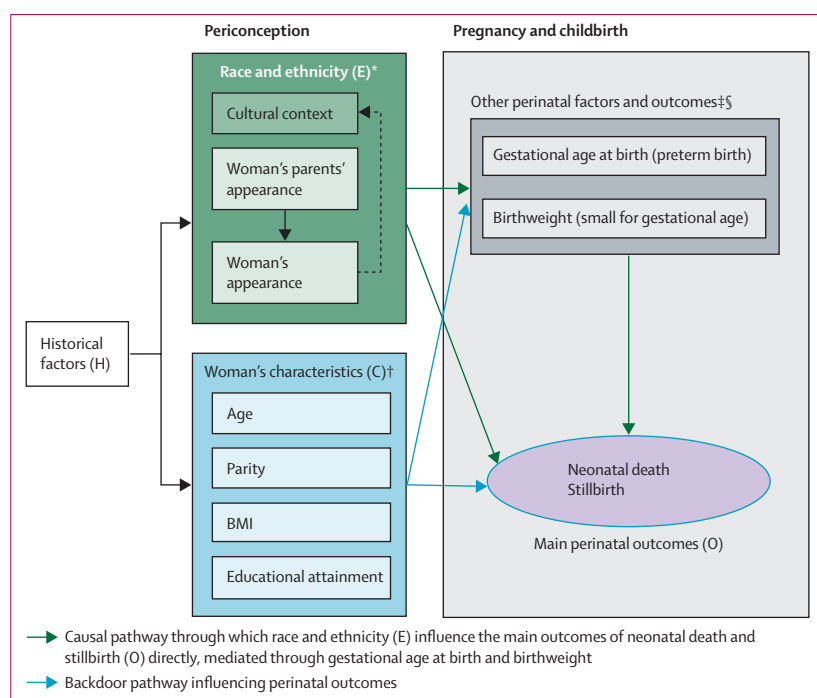 Periconception
Pregnancy and childbirth
Race and ethnicity (E)*
Cultural context
Woman's parents'
appearance
Woman's
appearance
Other perinatal factors and outcomes‡§
Gestational age at birth (preterm birth)
Birthweight (small for gestational age)
Historical
factors (H)
Woman's characteristics (C)†
Age
Parity
BMI
Educational attainment
Neonatal death
Stillbirth
Main perinatal outcomes (O)
Causal pathway through which race and ethnicity (E) influence the main outcomes of neonatal death and
stillbirth (O) directly, mediated through gestational age at birth and birthweight
Backdoor pathway influencing perinatal outcomes